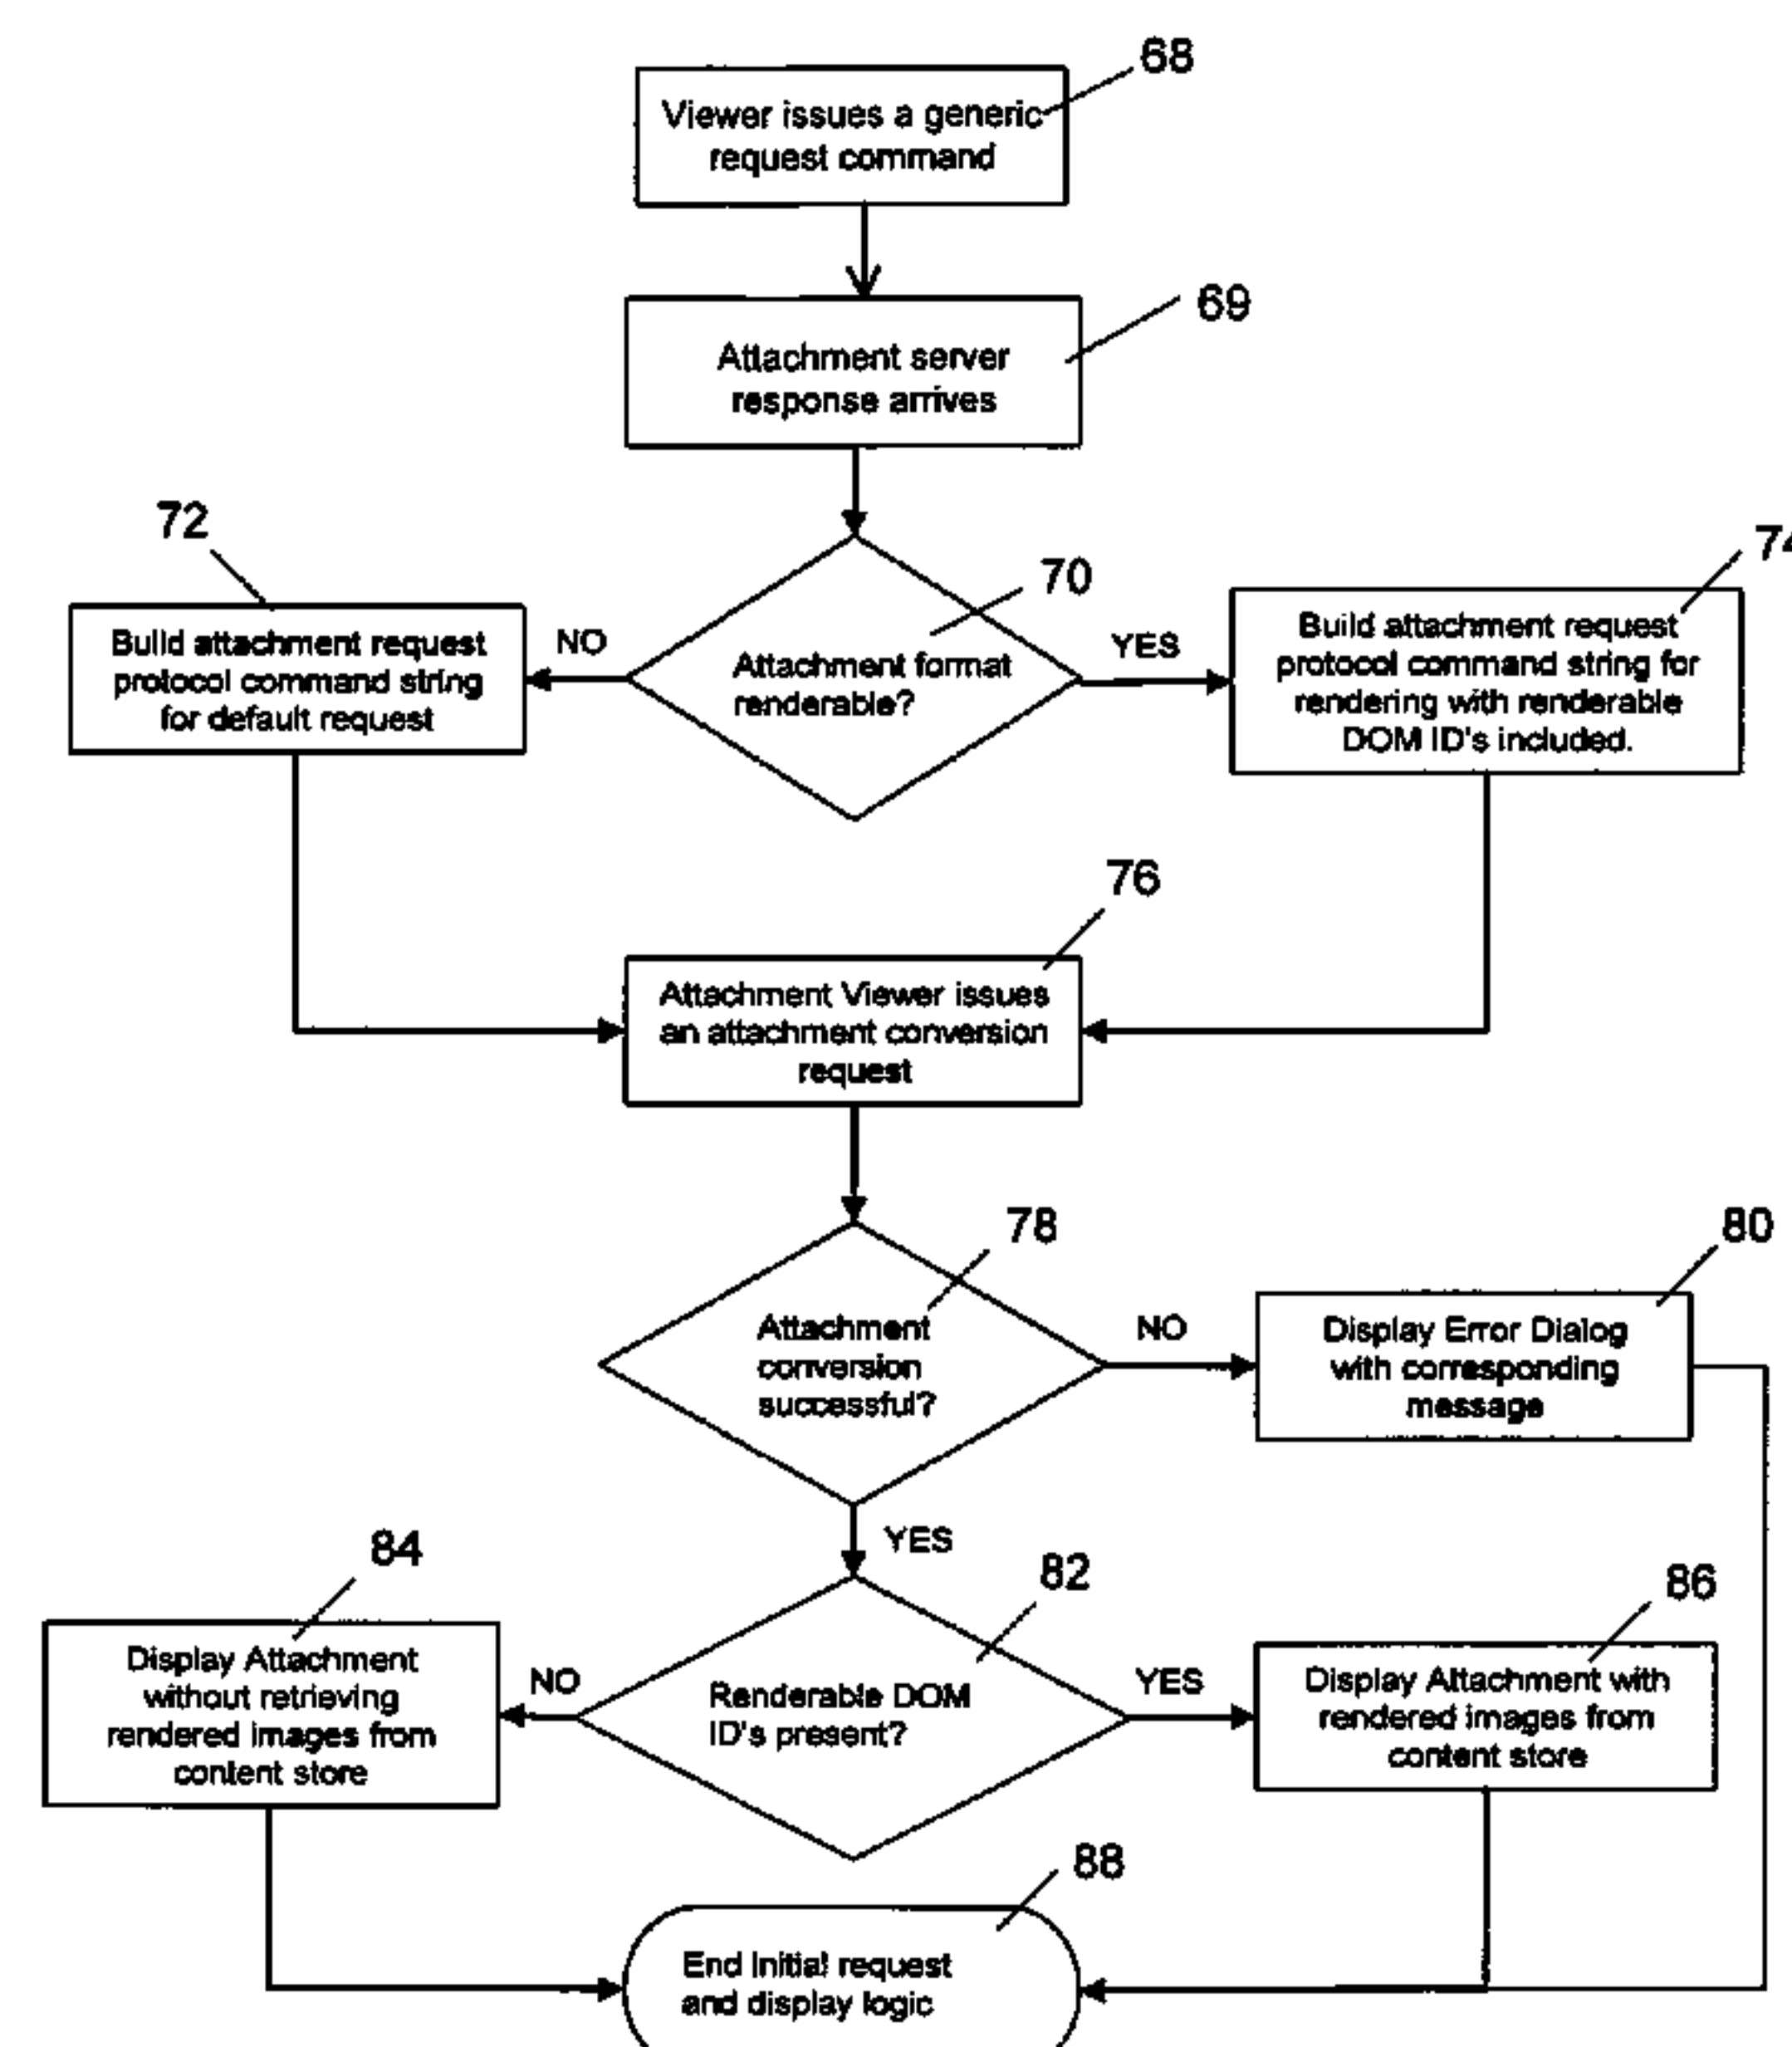 68
Viewer issues a generic
request command
69
Attachment server
response arrives
72
70
74
Build attachment request
protocol command string
for default request
NO
Attachment format
renderable?
YES
Build attachment request
protocol command string for
rendering with renderable
DOM ID's included.
76
Attachment Viewer issues
an attachment conversion
request
78
80
Attachment
conversion
successful?
NO
Display Error Dialog
with corresponding
message
YES
84
82
86
Display Attachment
without retrieving
rendered images from
content store
NO
Renderable DOM
ID's present?
YES
Display Attachment with
rendered images from
content store
88
End initial request
and display logic